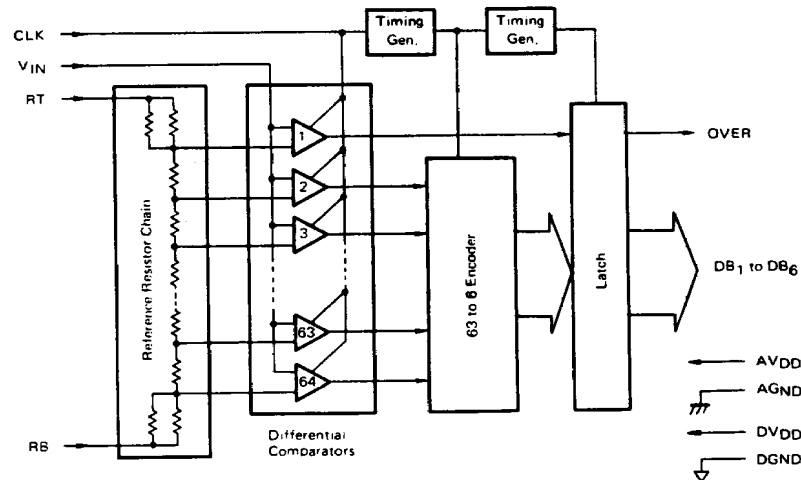 CLK
Timing
Gen.
Timing
Gen.
VIN
RT
1
OVER
2
3
Reference Resistor Chain
63 to 6 Encoder
Latch
DB1 to DB6
63
64
AVDD
AGND
RB
Differential
Comparators
DVDD
DGND